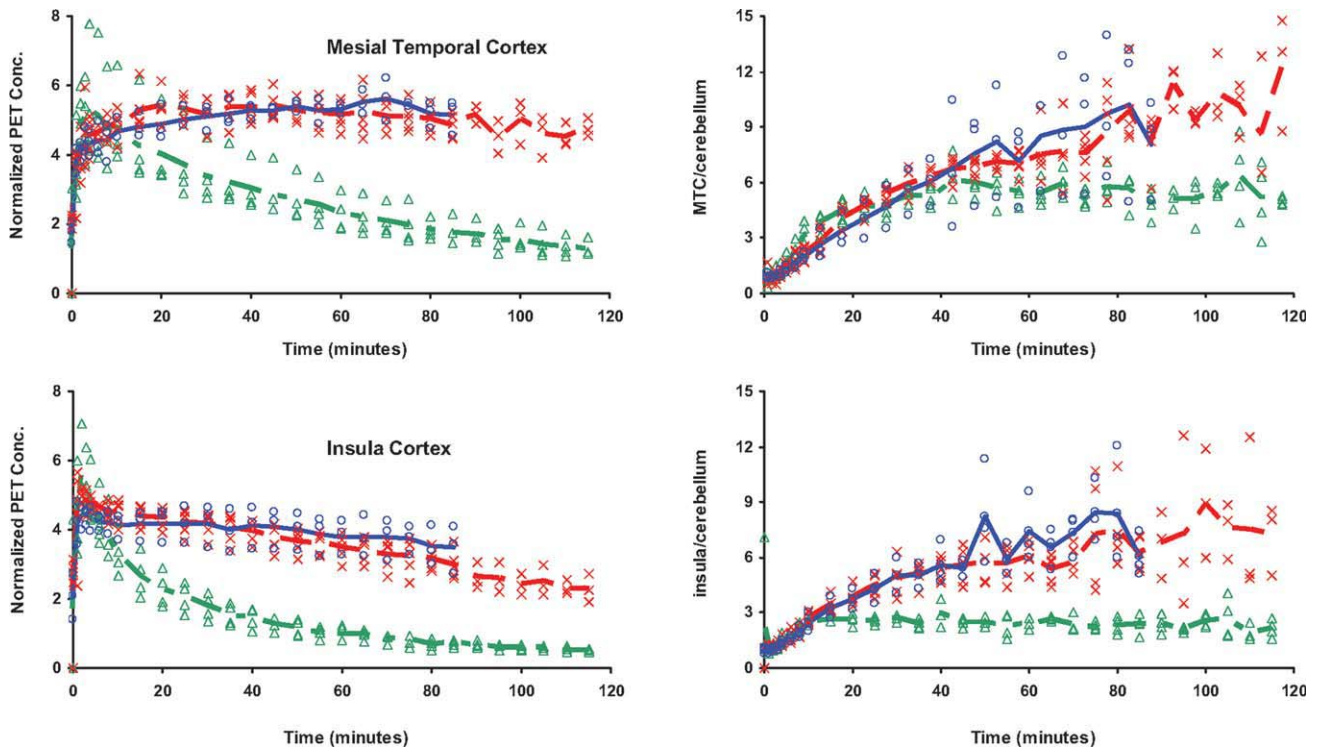 Mesial Temporal Cortex
Normalized PET Conc.
8
6
4
2
0
0 20 40 60 80 100 120
Time (minutes)
MTC/cerebellum
15
12
9
6
3
0
0 20 40 60 80 100 120
Time (minutes)
Insula Cortex
Normalized PET Conc.
8
6
4
2
0
0 20 40 60 80 100 120
Time (minutes)
insula/cerebellum
15
12
9
6
3
0
0 20 40 60 80 100 120
Time (minutes)